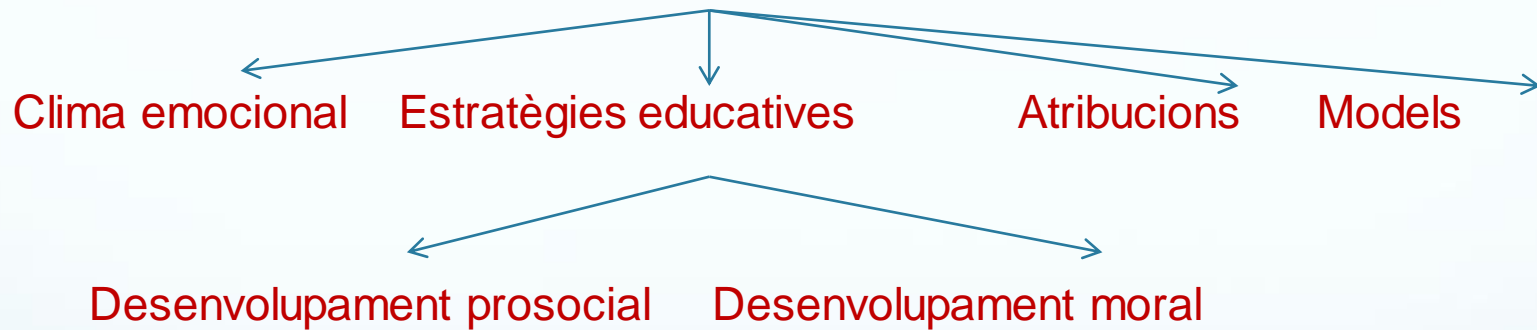 Clima emocional Estratègies educatives Atribucions Models
Desenvolupament prosocial Desenvolupament moral